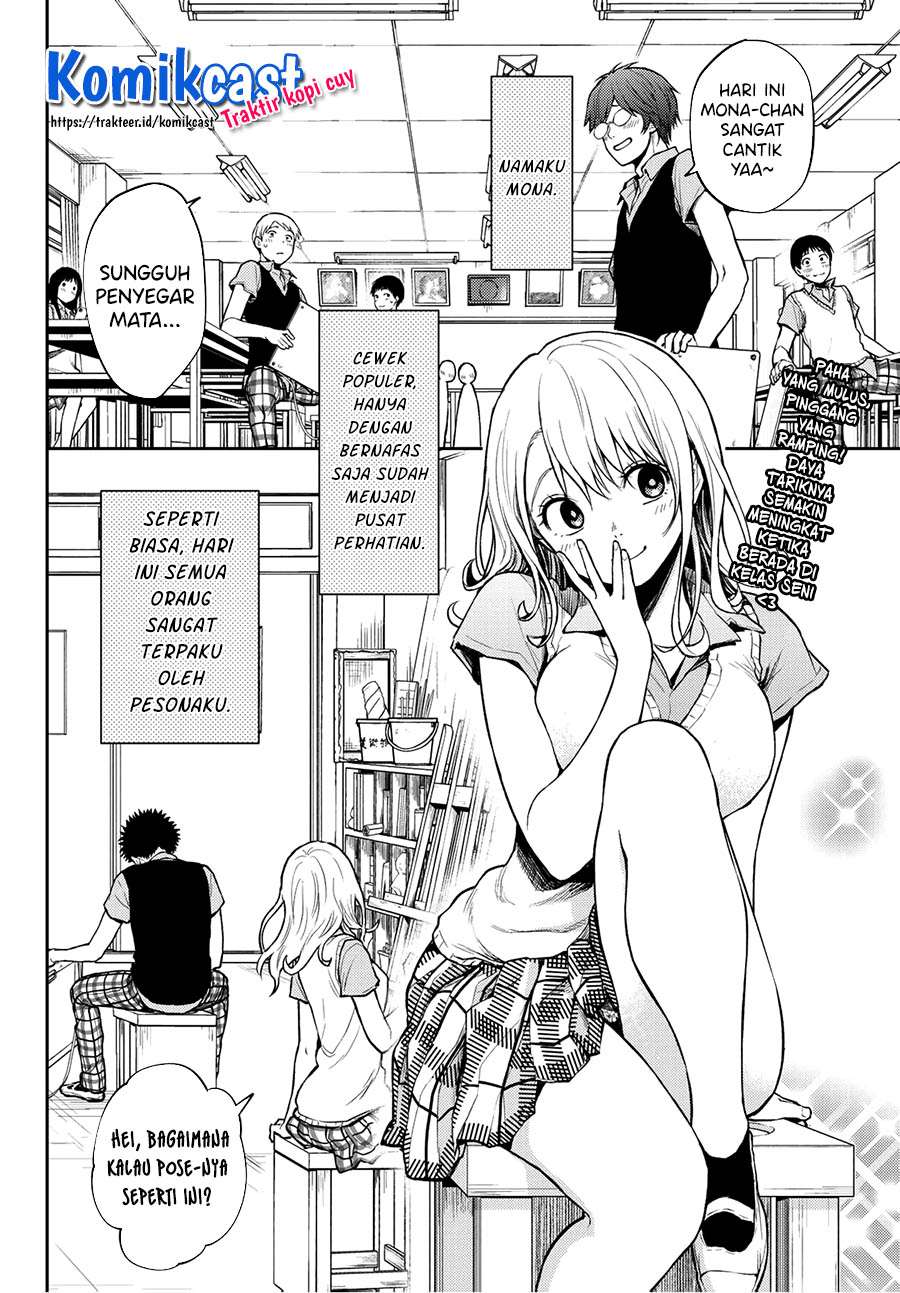 Komikcast
Traktir kopi cuy
https://trakteer.id/komikcast
HARI INI
MONA-CHAN
SANGAT
CANTIK
YAA~
NAMAKU
MONA.
SUNGGUH
PENYEGAR
MATA...
CEWEK
POPULER,
HANYA
DENGAN
BERNAFAS
SAJA SUDAH
MENJADI
PUSAT
PERHATIAN.
PAHA
YANG MULUS,
PINGGANG
YANG
RAMPING!
DAYA
TARIKNYA
SEMAKIN
MENINGKAT
KETIKA
BERADA DI
KELAS SENI
<3
SEPERTI
BIASA, HARI
INI SEMUA
ORANG
SANGAT
TERPAKU
OLEH
PESONAKU.
HEI, BAGAIMANA
KALAU POSE-NYA
SEPERTI INI?